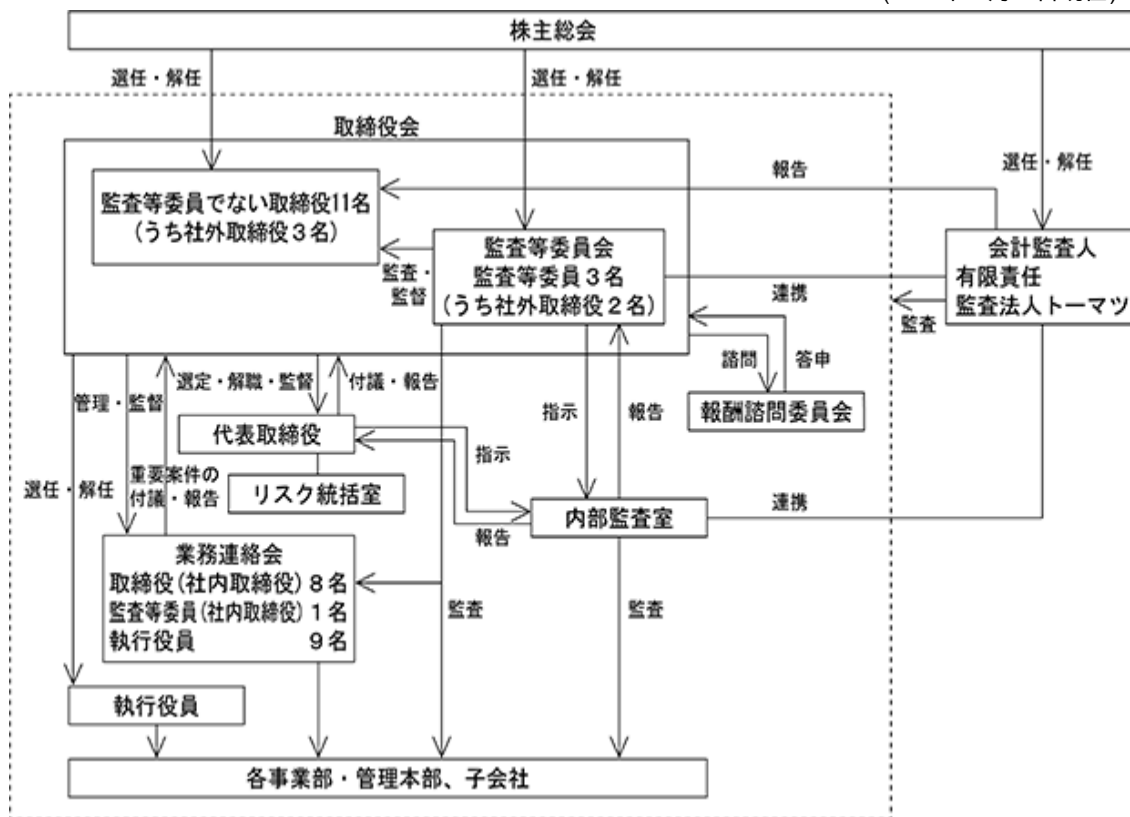 株主総会
選任・解任
選任・解任
取締役会
報告
選任・解任
監査等委員でない取締役11名
(うち社外取締役3名)
監査等委員会
監査等委員3名
(うち社外取締役2名)
監査・
監督
会計監査人
有限責任
監査法人トーマツ
連携
監査
諮問
答申
報酬諮問委員会
管理・監督
選定・解職・監督
付議・報告
指示
報告
代表取締役
指示
選任・解任
重要案件の
付議・報告
リスク統括室
報告
内部監査室
連携
業務連絡会
取締役(社内取締役)8名
監査等委員(社内取締役)1名
執行役員 9名
監査
監査
執行役員
各事業部・管理本部、子会社